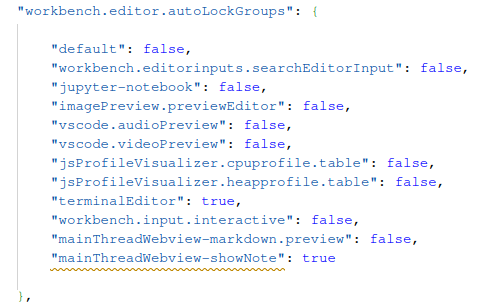 "workbench.editor.autoLockGroups": {
"default": false,
"workbench.editorinputs.searchEditorInput": false,
"jupyter-notebook": false,
"imagePreview.previewEditor": false,
"vscode.audioPreview": false,
"vscode.videoPreview": false,
"jsProfileVisualizer.cpuprofile.table": false,
"jsProfileVisualizer.heapprofile.table": false,
"terminalEditor": true,
"workbench.input.interactive": false,
"mainThreadWebview-markdown.preview": false,
"mainThreadWebview-showNote": true
},